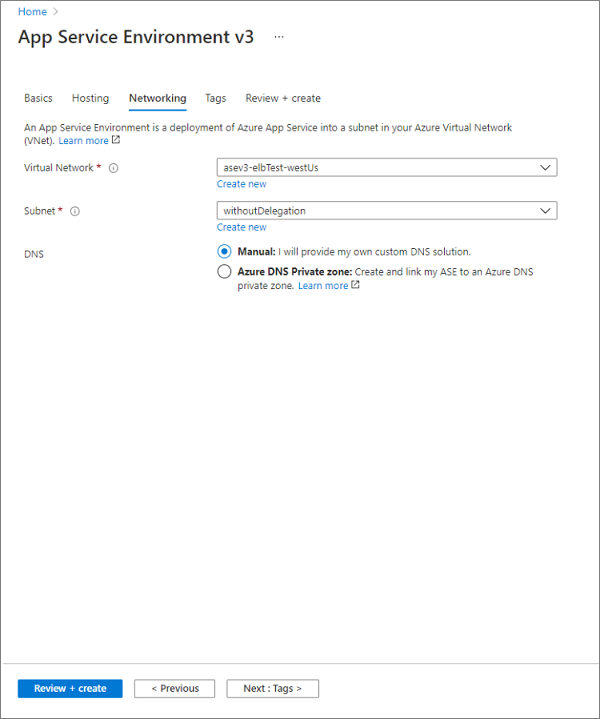 Home >
App Service Environment v3 ...
Basics Hosting Networking Tags Review + create
An App Service Environment is a deployment of Azure App Service into a subnet in your Azure Virtual Network
(VNet). Learn more
Virtual Network * asev3-elbTest-westUs
Create new
Subnet * withoutDelegation
Create new
DNS Manual: I will provide my own custom DNS solution.
Azure DNS Private zone: Create and link my ASE to an Azure DNS
private zone. Learn more
Review + create < Previous Next : Tags >